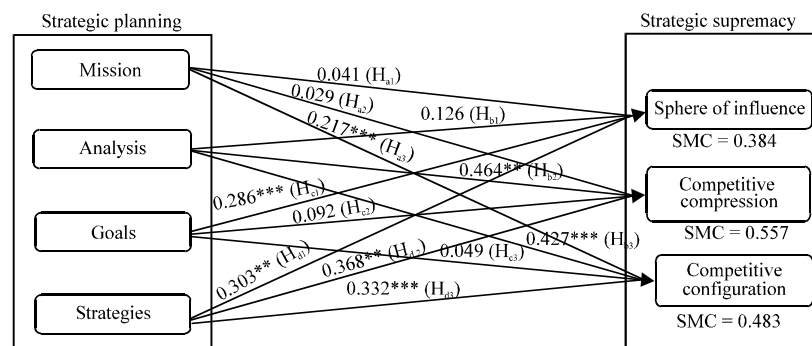 Strategic planning
Strategic supremacy
Mission
Analysis
Goals
Strategies
0.041 (Ha1)
0.029 (Ha2)
0.217*** (Ha3)
0.126 (Hb1)
0.464** (Hb2)
0.427*** (Hb3)
0.286*** (Hc1)
0.092 (Hc2)
0.049 (Hc3)
0.303** (Hd1)
0.368** (Hd2)
0.332*** (Hd3)
Sphere of influence
SMC = 0.384
Competitive
compression
SMC = 0.557
Competitive
configuration
SMC = 0.483